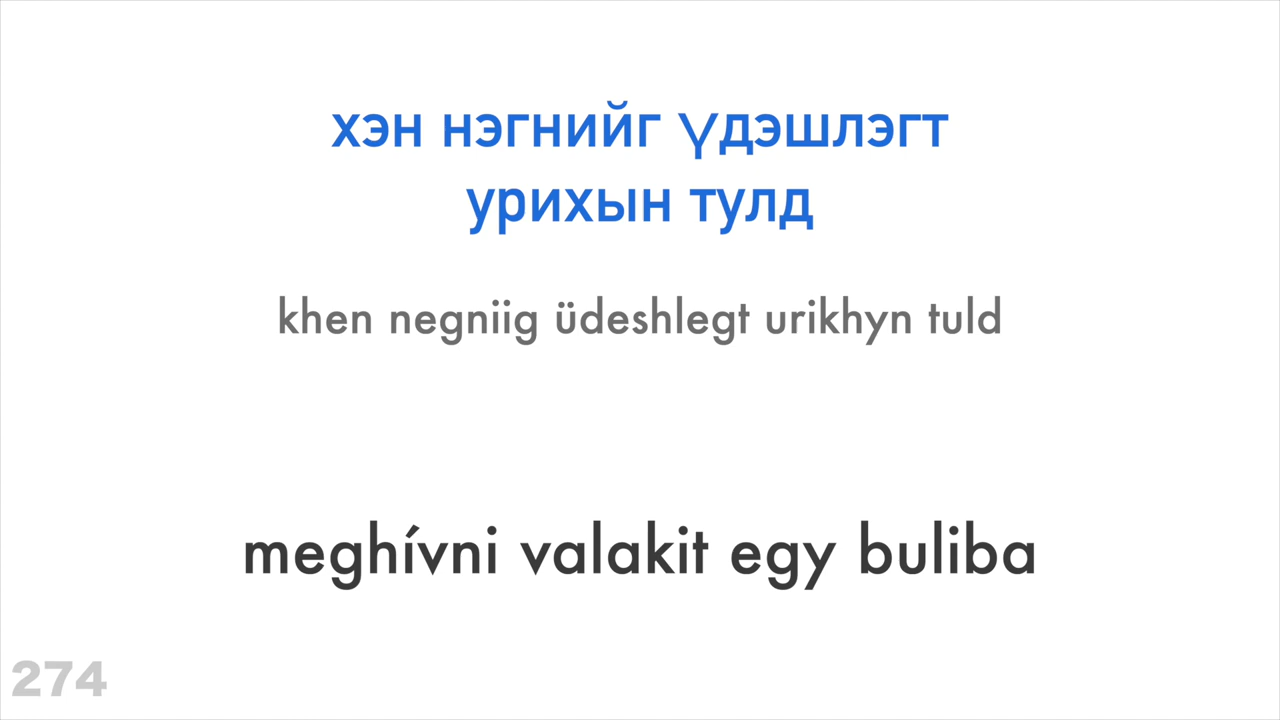 хэн нэгнийг үдэшлэгт
урихын тулд
khen negniig üdeshlegt urikhyn tuld
meghívni valakit egy buliba
274